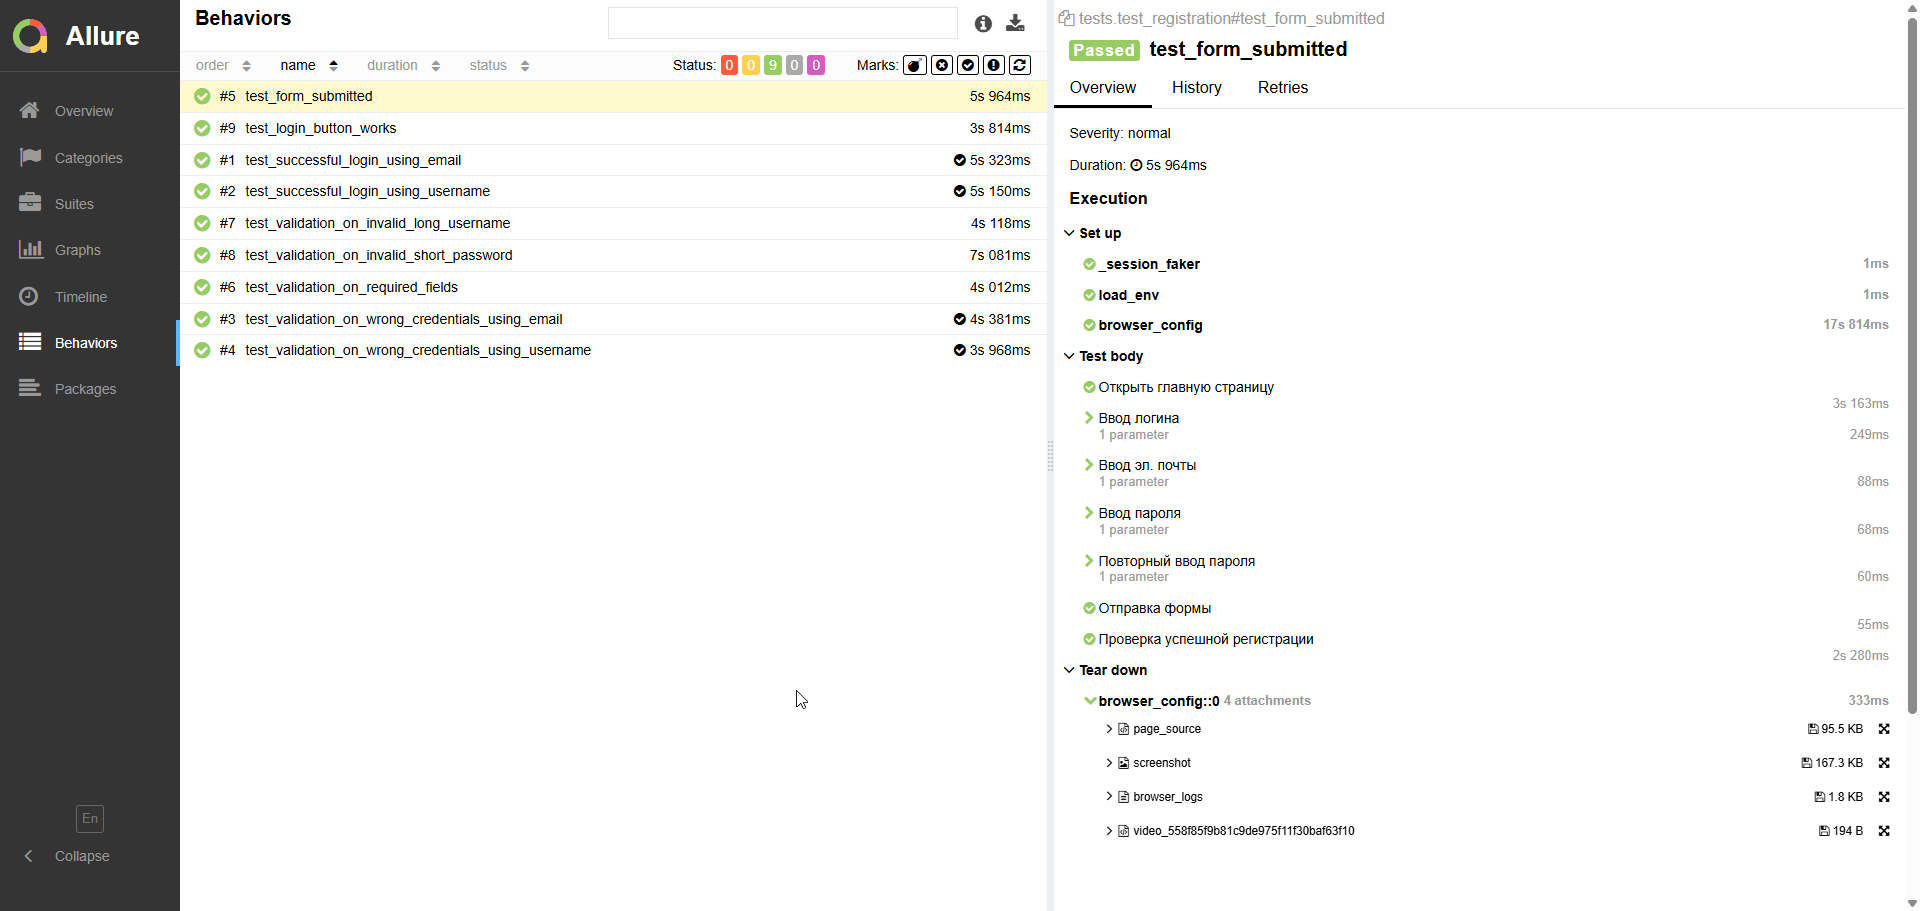 Allure
Overview
Categories
Suites
Graphs
Timeline
Behaviors
Packages
En
Collapse
Behaviors
order name duration status Status: 0 0 9 0 0 Marks:
#5 test_form_submitted 5s 964ms
#9 test_login_button_works 3s 814ms
#1 test_successful_login_using_email 5s 323ms
#2 test_successful_login_using_username 5s 150ms
#7 test_validation_on_invalid_long_username 4s 118ms
#8 test_validation_on_invalid_short_password 7s 081ms
#6 test_validation_on_required_fields 4s 012ms
#3 test_validation_on_wrong_credentials_using_email 4s 381ms
#4 test_validation_on_wrong_credentials_using_username 3s 968ms
tests.test_registration#test_form_submitted
Passed test_form_submitted
Overview History Retries
Severity: normal
Duration: 5s 964ms
Execution
Set up
_session_faker 1ms
load_env 1ms
browser_config 17s 814ms
Test body
Открыть главную страницу
3s 163ms
Ввод логина
1 parameter 249ms
Ввод эл. почты
1 parameter 88ms
Ввод пароля
1 parameter 68ms
Повторный ввод пароля
1 parameter 60ms
Отправка формы
55ms
Проверка успешной регистрации
2s 280ms
Tear down
browser_config::0 4 attachments 333ms
page_source 95.5 KB
screenshot 167.3 KB
browser_logs 1.8 KB
video_558f85f9b81c9de975f11f30baf63f10 194 B